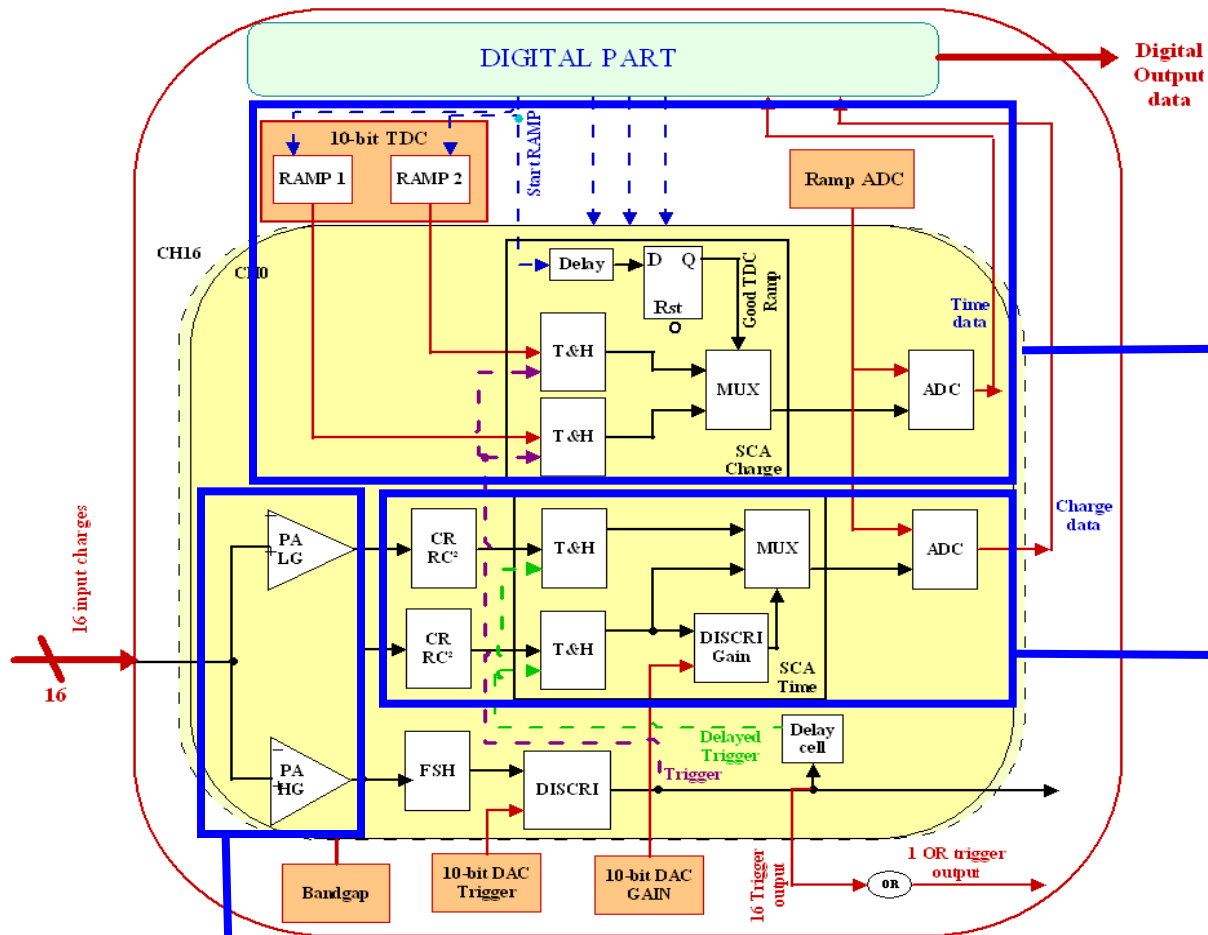 DIGITAL PART
Digital
Output
data
10-bit TDC
RAMP 1
RAMP 2
Start RAMP
Ramp ADC
CH16
CH0
Delay
D Q
Rst
Good TDC
Ramp
Time
data
T&H
MUX
ADC
T&H
SCA
Charge
16 input charges
16
PA
LG
CR
RC²
T&H
MUX
ADC
Charge
data
CR
RC²
T&H
DISCRI
Gain
SCA
Time
Delayed
Trigger
Delay
cell
PA
HG
FSH
DISCRI
Trigger
Bandgap
10-bit DAC
Trigger
10-bit DAC
GAIN
16 Trigger
output
OR
1 OR trigger
output